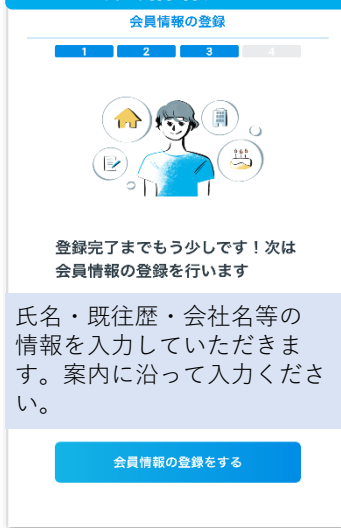 会員情報の登録
1 2 3 4
登録完了までもう少しです！次は
会員情報の登録を行います
氏名・既往歴・会社名等の
情報を入力していただきま
す。案内に沿って入力くださ
い。
会員情報の登録をする